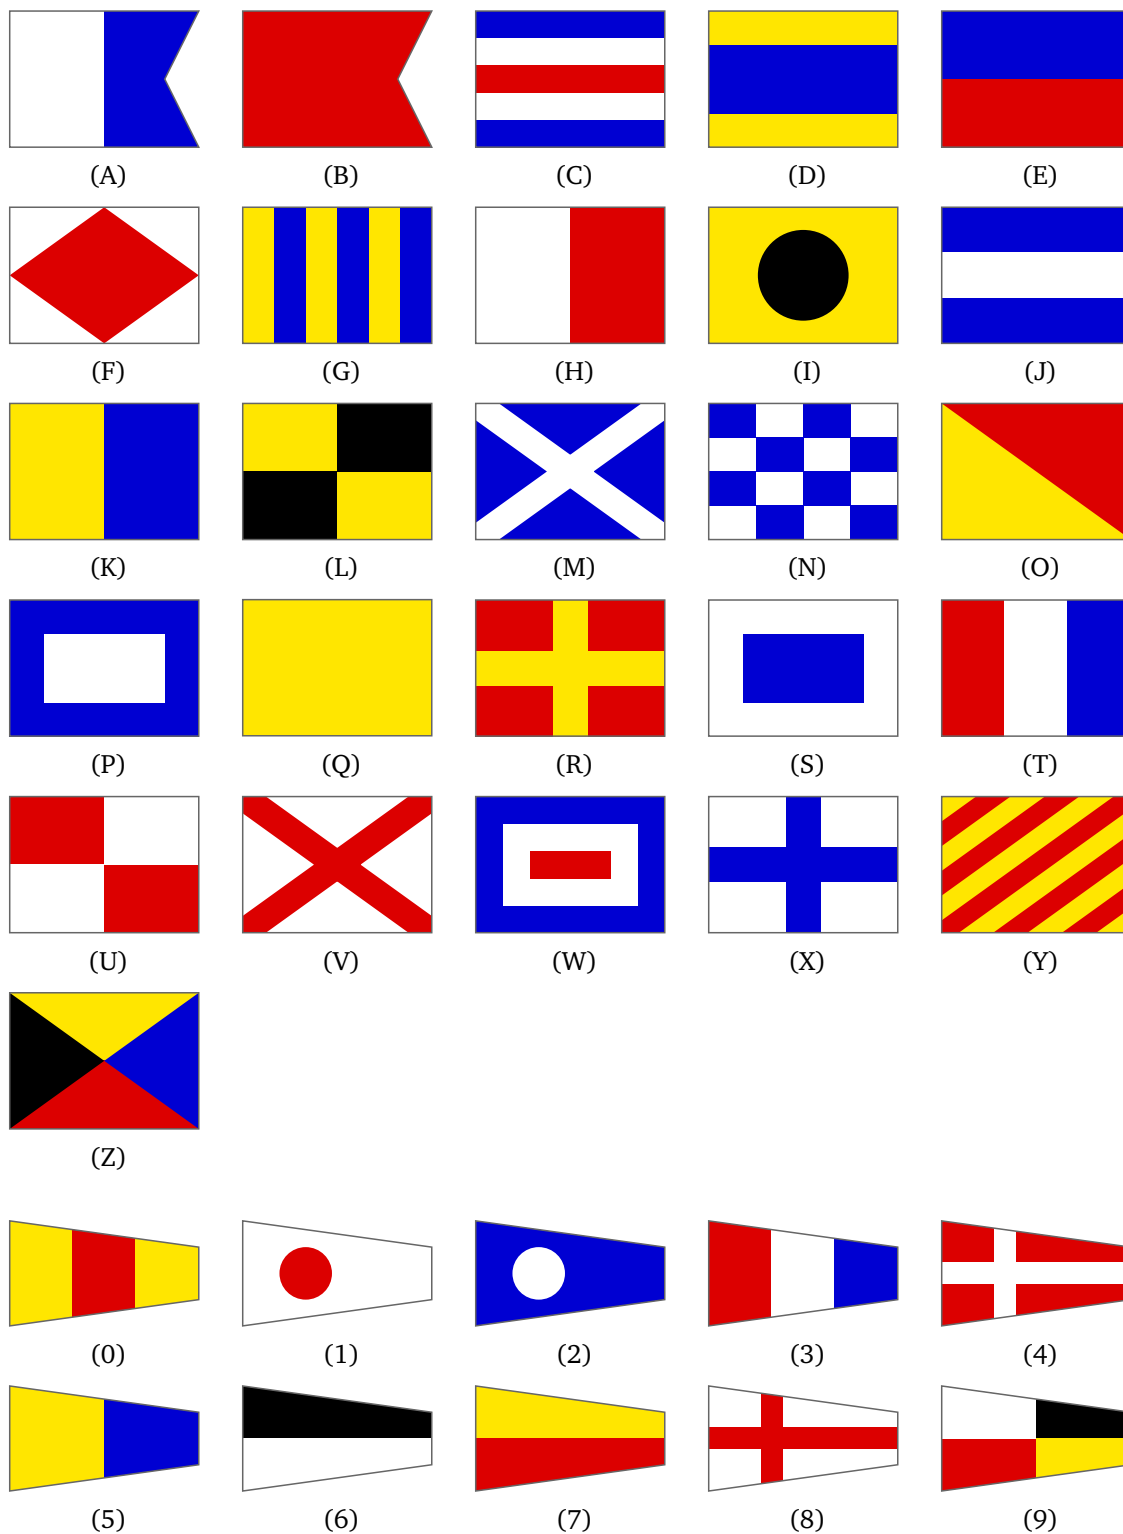 (A) (B) (C) (D) (E)
(F) (G) (H) (I) (J)
(K) (L) (M) (N) (O)
(P) (Q) (R) (S) (T)
(U) (V) (W) (X) (Y)
(Z)
(0) (1) (2) (3) (4)
(5) (6) (7) (8) (9)